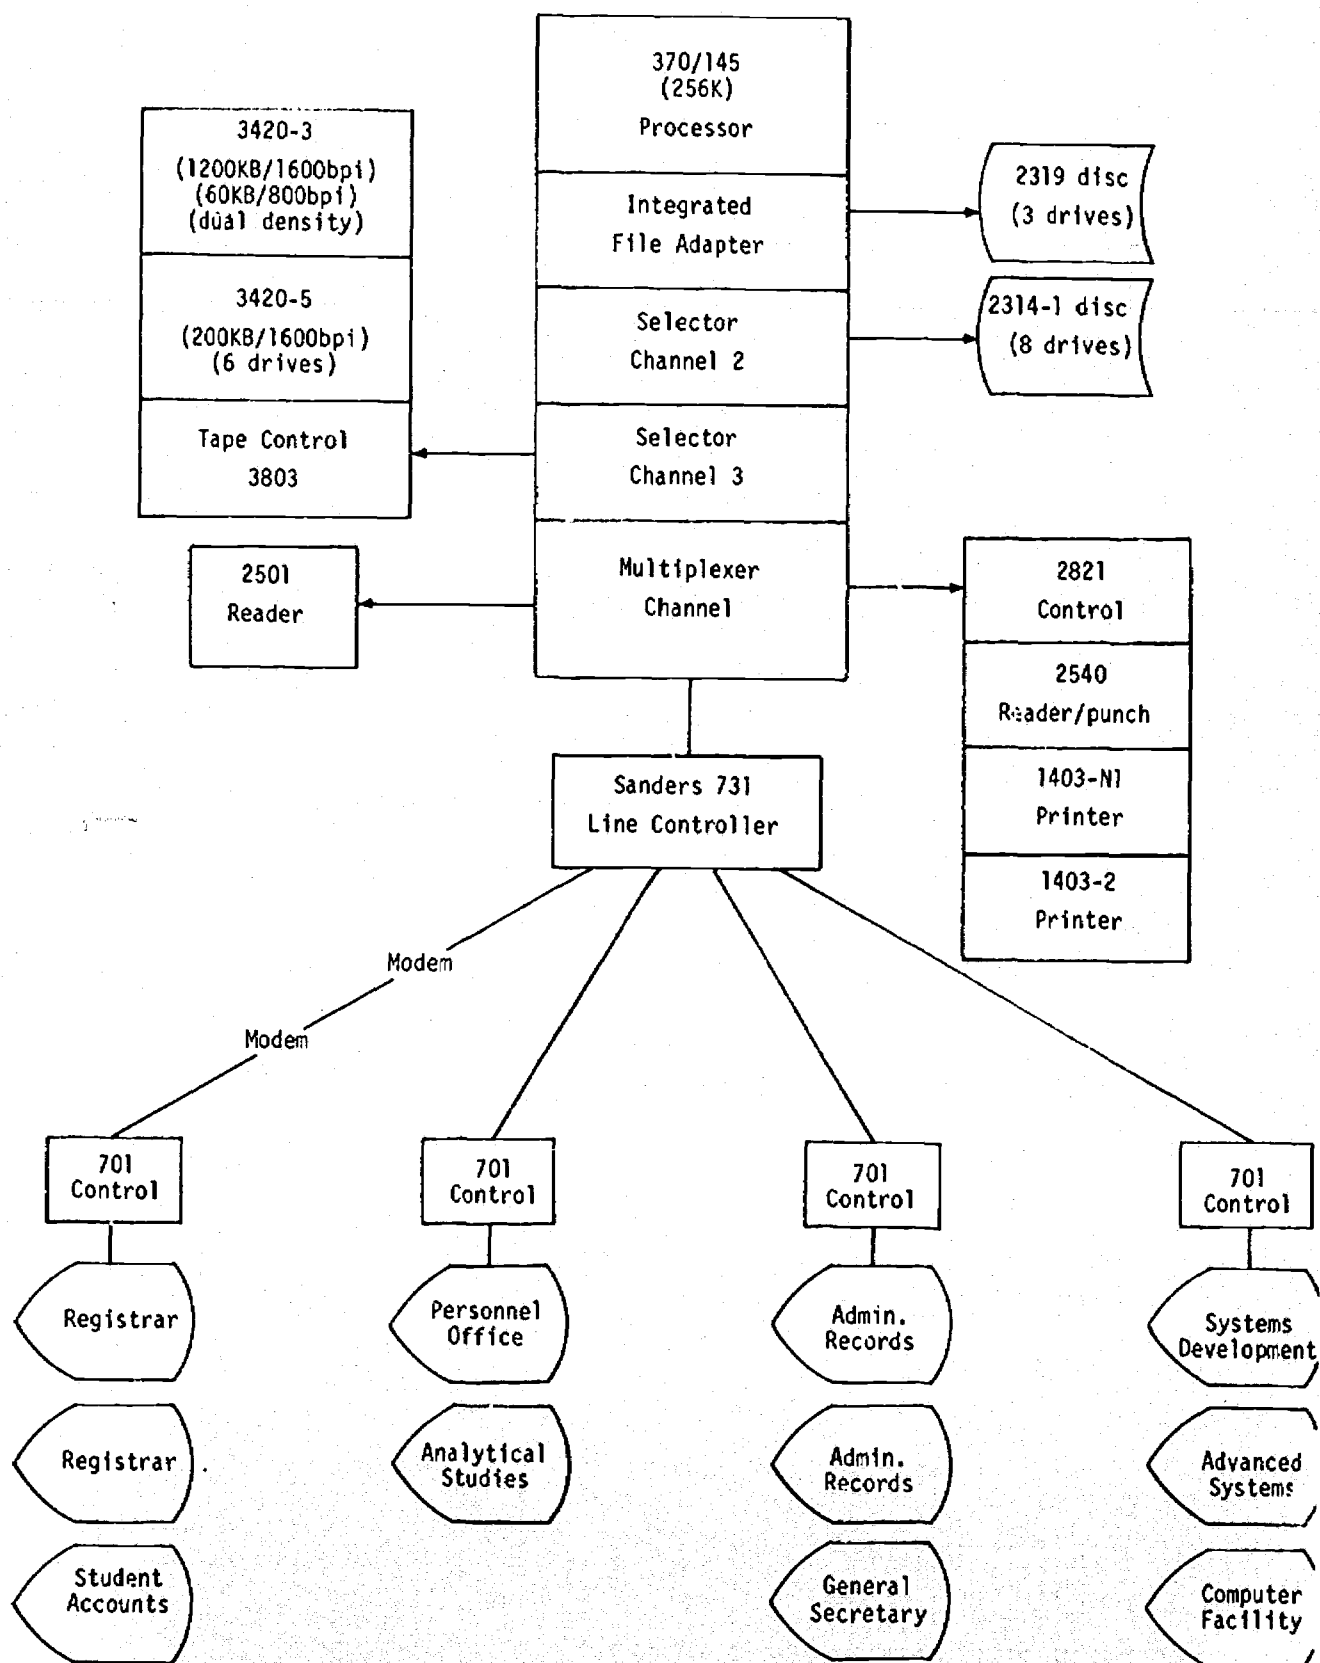 370/145
(256K)
Processor
Integrated
File Adapter
Selector
Channel 2
Selector
Channel 3
Multiplexer
Channel
3420-3
(1200KB/1600bpi)
(60KB/800bpi)
(dual density)
3420-5
(200KB/1600bpi)
(6 drives)
Tape Control
3803
2501
Reader
2319 disc
(3 drives)
2314-1 disc
(8 drives)
2821
Control
2540
Reader/punch
1403-N1
Printer
1403-2
Printer
Sanders 731
Line Controller
Modem
Modem
701
Control
701
Control
701
Control
701
Control
Registrar
Personnel
Office
Admin.
Records
Systems
Development
Registrar
Analytical
Studies
Admin.
Records
Advanced
Systems
Student
Accounts
General
Secretary
Computer
Facility